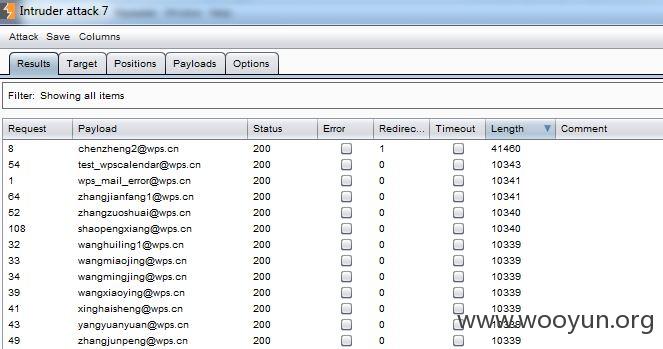 Intruder attack 7
Attack Save Columns
Results Target Positions Payloads Options
Filter: Showing all items
Request Payload Status Error Redirec... Timeout Length Comment
8 chenzheng2@wps.cn 200 1 41460
54 test_wpscalendar@wps.cn 200 0 10343
1 wps_mail_error@wps.cn 200 0 10341
64 zhangjianfang1@wps.cn 200 0 10341
52 zhangzuoshuai@wps.cn 200 0 10340
108 shaopengxiang@wps.cn 200 0 10340
32 wanghuiling1@wps.cn 200 0 10339
33 wangmiaojing@wps.cn 200 0 10339
34 wangmingjing@wps.cn 200 0 10339
39 wangxiaoying@wps.cn 200 0 10339
41 xinghaisheng@wps.cn 200 0 10339
43 yangyuanyuan@wps.cn 200 0
49 zhangjunpeng@wps.cn 200 0 10339
www.wooyun.org